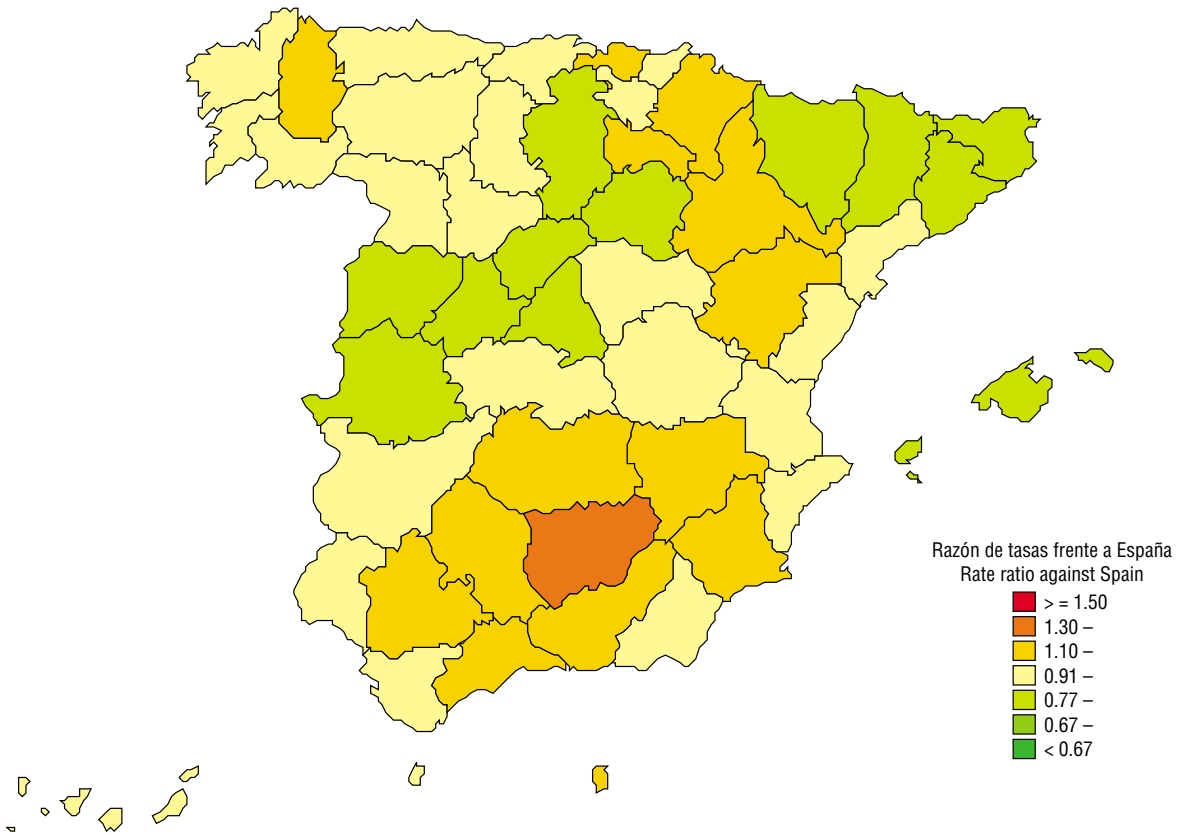 Razón de tasas frente a España
Rate ratio against Spain
> = 1.50
1.30 –
1.10 –
0.91 –
0.77 –
0.67 –
< 0.67